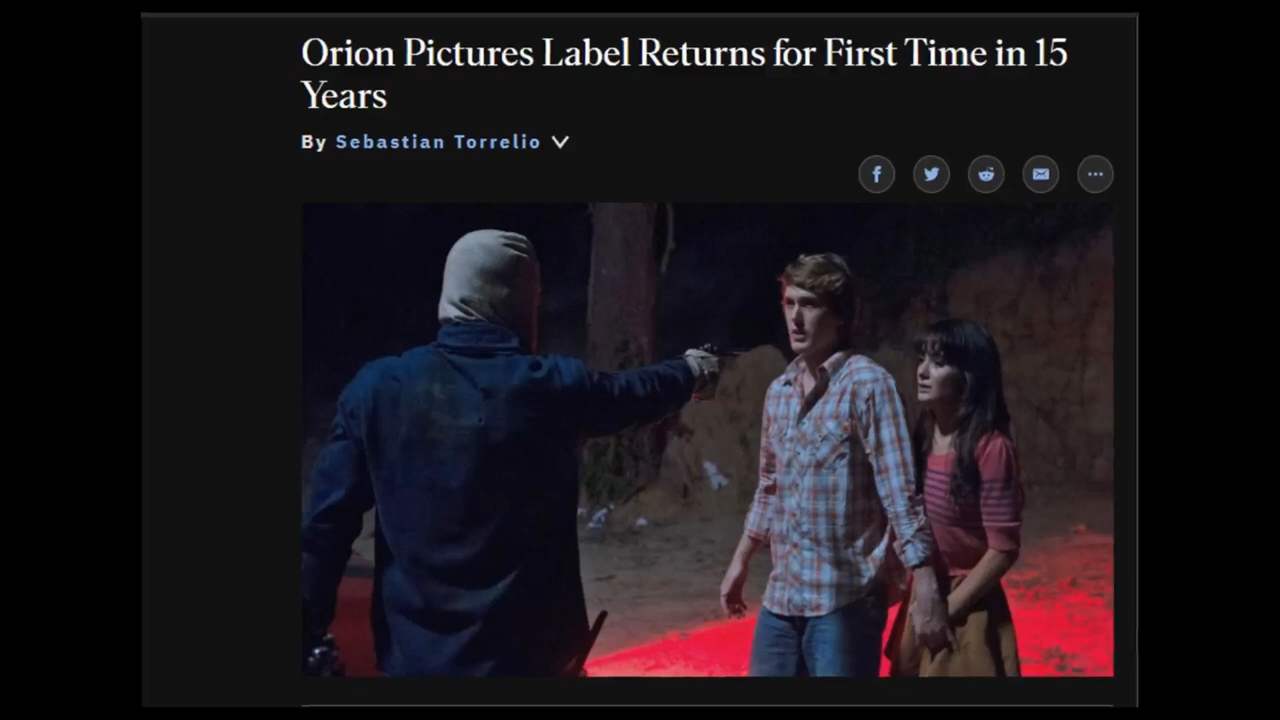 Orion Pictures Label Returns for First Time in 15
Years
By Sebastian Torrelio